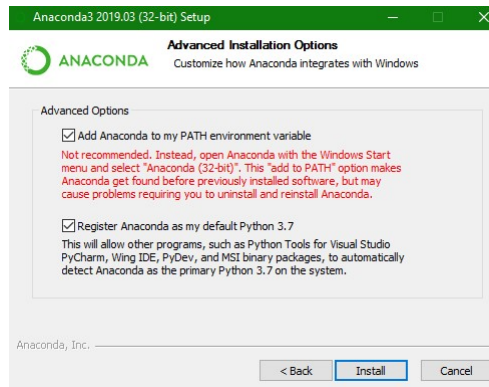 Anaconda3 2019.03 (32-bit) Setup
ANACONDA
Advanced Installation Options
Customize how Anaconda integrates with Windows
Advanced Options
Add Anaconda to my PATH environment variable
Not recommended. Instead, open Anaconda with the Windows Start
menu and select "Anaconda (32-bit)". This "add to PATH" option makes
Anaconda get found before previously installed software, but may
cause problems requiring you to uninstall and reinstall Anaconda.
Register Anaconda as my default Python 3.7
This will allow other programs, such as Python Tools for Visual Studio
PyCharm, Wing IDE, PyDev, and MSI binary packages, to automatically
detect Anaconda as the primary Python 3.7 on the system.
Anaconda, Inc.
< Back
Install
Cancel